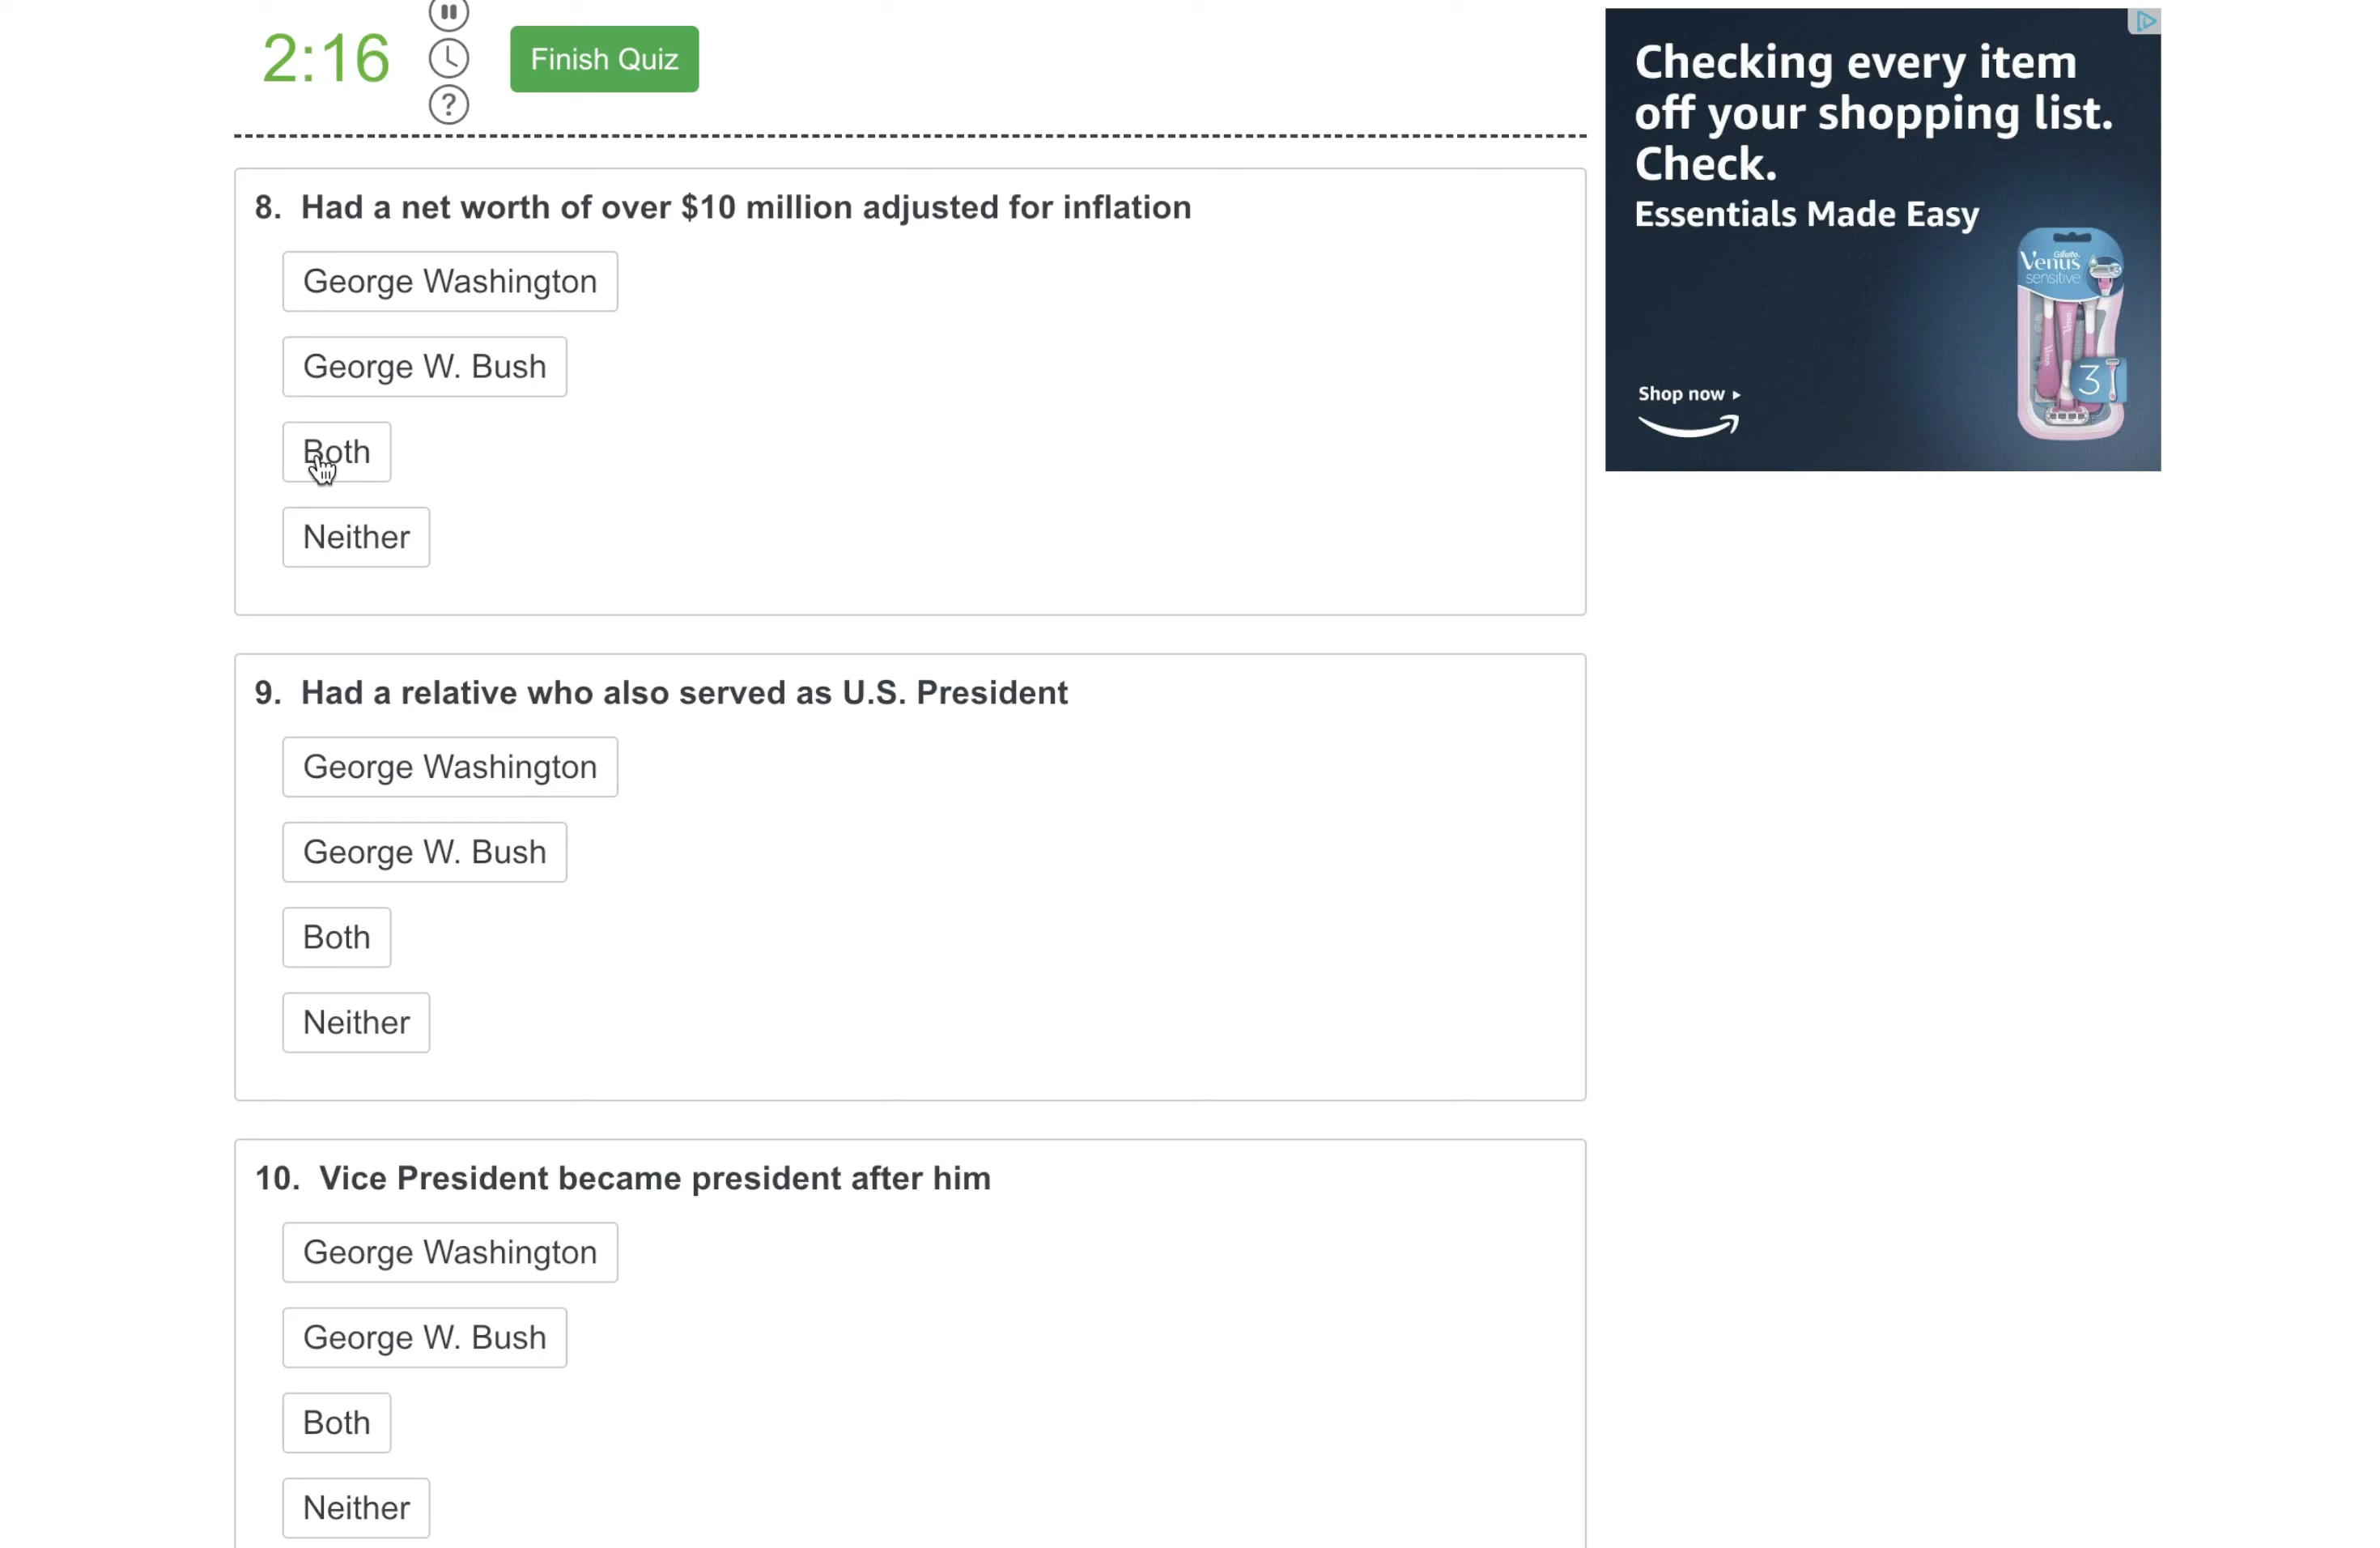 2:16
Finish Quiz
8. Had a net worth of over $10 million adjusted for inflation
George Washington
George W. Bush
Both
Neither
9. Had a relative who also served as U.S. President
George Washington
George W. Bush
Both
Neither
10. Vice President became president after him
George Washington
George W. Bush
Both
Neither
Checking every item
off your shopping list.
Check.
Essentials Made Easy
Gillette
Venus
sensitive
3
Shop now